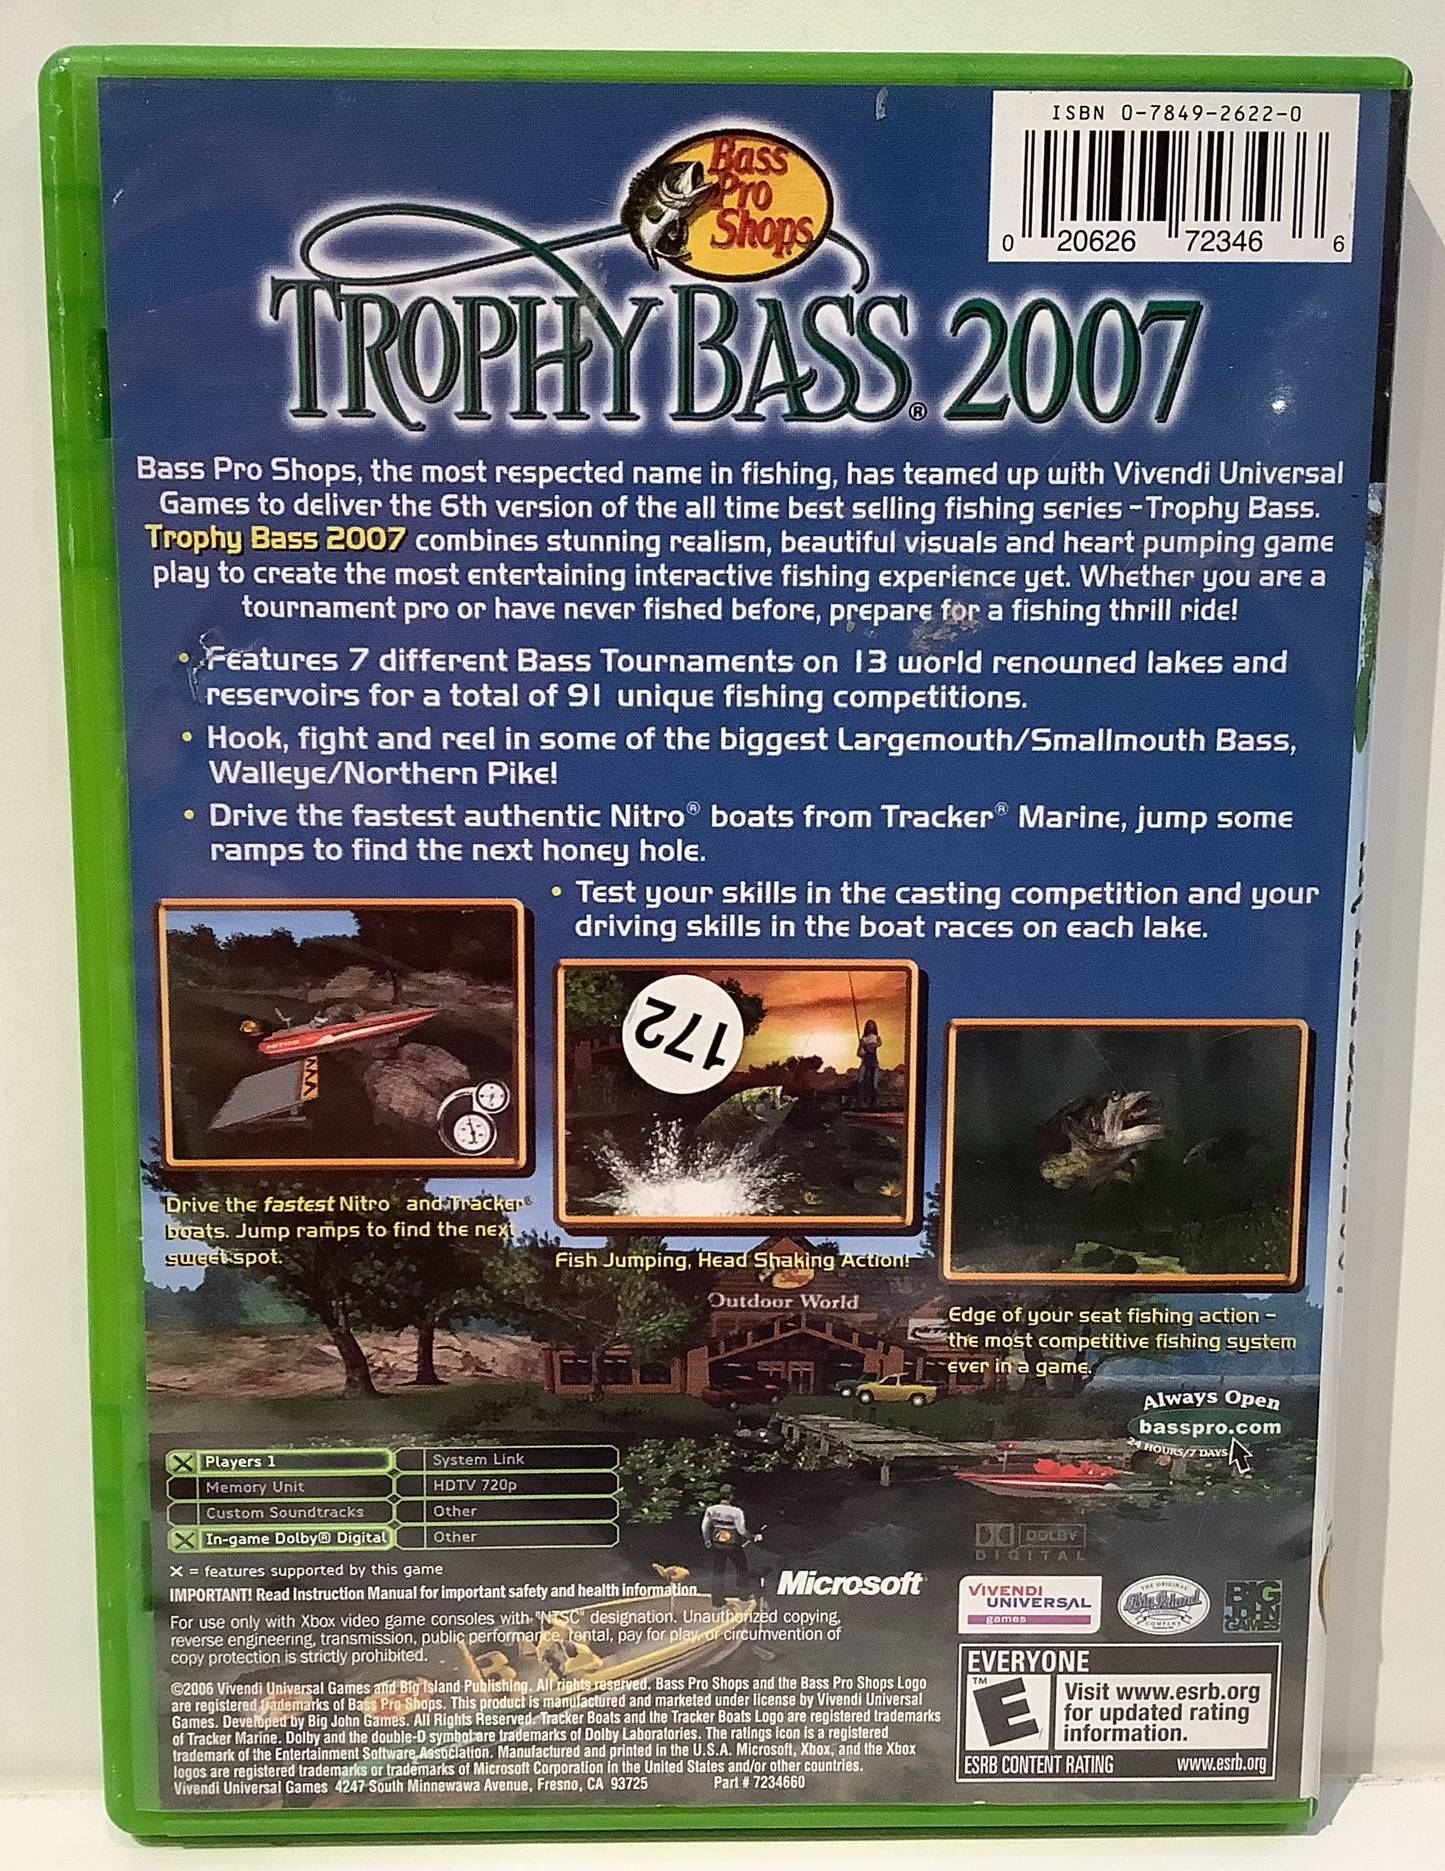 ISBN 0-7849-2622-0
0 20626 72346 6
Bass
Pro
Shops
TROPHY BASS® 2007
Bass Pro Shops, the most respected name in fishing, has teamed up with Vivendi Universal
Games to deliver the 6th version of the all time best selling fishing series - Trophy Bass.
Trophy Bass 2007 combines stunning realism, beautiful visuals and heart pumping game
play to create the most entertaining interactive fishing experience yet. Whether you are a
tournament pro or have never fished before, prepare for a fishing thrill ride!
• Features 7 different Bass Tournaments on 13 world renowned lakes and
reservoirs for a total of 91 unique fishing competitions.
• Hook, fight and reel in some of the biggest Largemouth/Smallmouth Bass,
Walleye/Northern Pike!
• Drive the fastest authentic Nitro® boats from Tracker® Marine, jump some
ramps to find the next honey hole.
• Test your skills in the casting competition and your
driving skills in the boat races on each lake.
172
Drive the fastest Nitro® and Tracker®
boats. Jump ramps to find the next
sweet spot.
Fish Jumping, Head Shaking Action!
Edge of your seat fishing action –
the most competitive fishing system
ever in a game.
Outdoor World
Always Open
basspro.com
24 HOURS/7 DAYS
X Players 1
System Link
Memory Unit
HDTV 720p
Custom Soundtracks
Other
X In-game Dolby® Digital
Other
X = features supported by this game
IMPORTANT! Read Instruction Manual for important safety and health information.
Microsoft
DOLBY
DIGITAL
VIVENDI
UNIVERSAL
games
THE ORIGINAL
Big Island
COMPANY
BIG
JOHN
GAMES
For use only with Xbox video game consoles with "NTSC" designation. Unauthorized copying,
reverse engineering, transmission, public performance, rental, pay for play, or circumvention of
copy protection is strictly prohibited.
©2006 Vivendi Universal Games and Big Island Publishing. All rights reserved. Bass Pro Shops and the Bass Pro Shops Logo
are registered trademarks of Bass Pro Shops. This product is manufactured and marketed under license by Vivendi Universal
Games. Developed by Big John Games. All Rights Reserved. Tracker Boats and the Tracker Boats Logo are registered trademarks
of Tracker Marine. Dolby and the double-D symbol are trademarks of Dolby Laboratories. The ratings icon is a registered
trademark of the Entertainment Software Association. Manufactured and printed in the U.S.A. Microsoft, Xbox, and the Xbox
logos are registered trademarks or trademarks of Microsoft Corporation in the United States and/or other countries.
Vivendi Universal Games 4247 South Minnewawa Avenue, Fresno, CA 93725 Part # 7234660
EVERYONE
E™
Visit www.esrb.org
for updated rating
information.
ESRB CONTENT RATING www.esrb.org